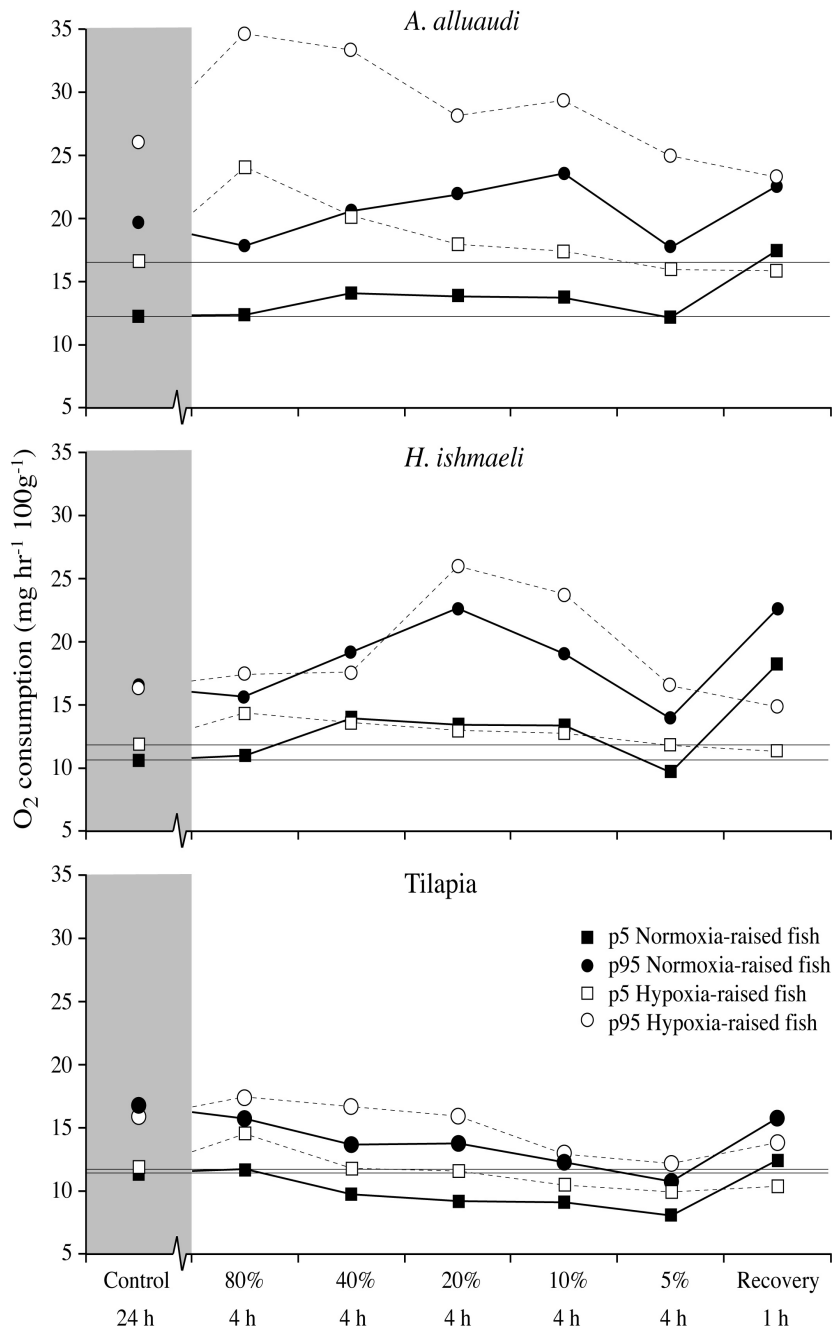 A. alluaudi
35
30
25
20
15
10
5
H. ishmaeli
35
30
25
20
15
10
5
O₂ consumption (mg hr⁻¹ 100g⁻¹)
Tilapia
35
30
25
20
15
10
5
p5 Normoxia-raised fish
p95 Normoxia-raised fish
p5 Hypoxia-raised fish
p95 Hypoxia-raised fish
Control 80% 40% 20% 10% 5% Recovery
24 h 4 h 4 h 4 h 4 h 4 h 1 h